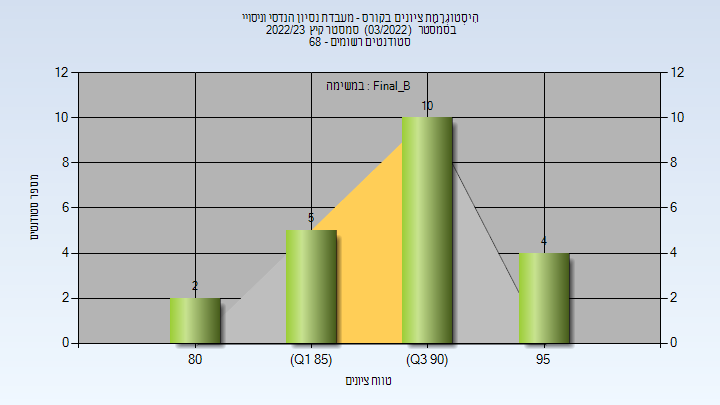 היסטוגרמת ציונים בקורס - מעבדת נסיון הנדסי וניסויי
בסמסטר (03/2022) סמסטר קיץ 2022/23
סטודנטים רשומים - 68
במשימה : Final_B
מספר סטודנטים
12 12
10 10
8 8
6 6
4 4
2 2
0 0
2 5 10 4
80 (Q1 85) (Q3 90) 95
טווח ציונים